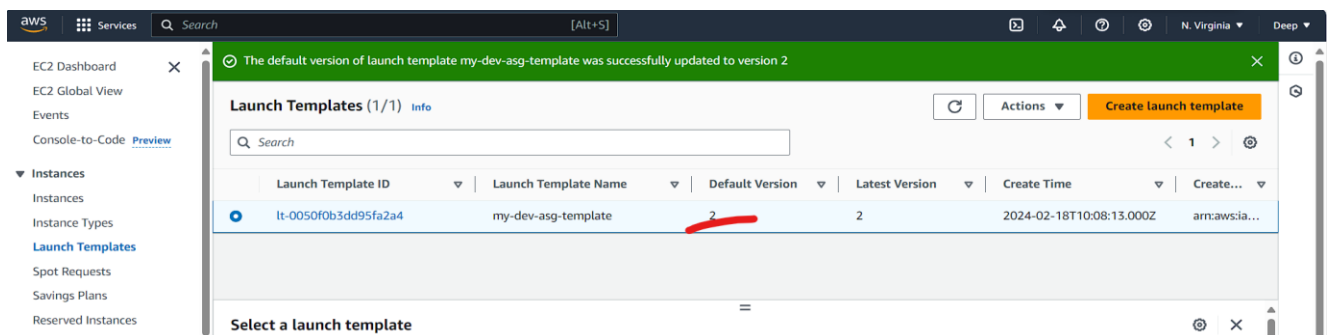 aws Services Search [Alt+S] N. Virginia Deep
EC2 Dashboard
EC2 Global View
Events
Console-to-Code Preview
Instances
Instances
Instance Types
Launch Templates
Spot Requests
Savings Plans
Reserved Instances
The default version of launch template my-dev-asg-template was successfully updated to version 2
Launch Templates (1/1) Info Actions Create launch template
Search 1
Launch Template ID Launch Template Name Default Version Latest Version Create Time Create...
lt-0050f0b3dd95fa2a4 my-dev-asg-template 2 2 2024-02-18T10:08:13.000Z arn:aws:ia...
Select a launch template